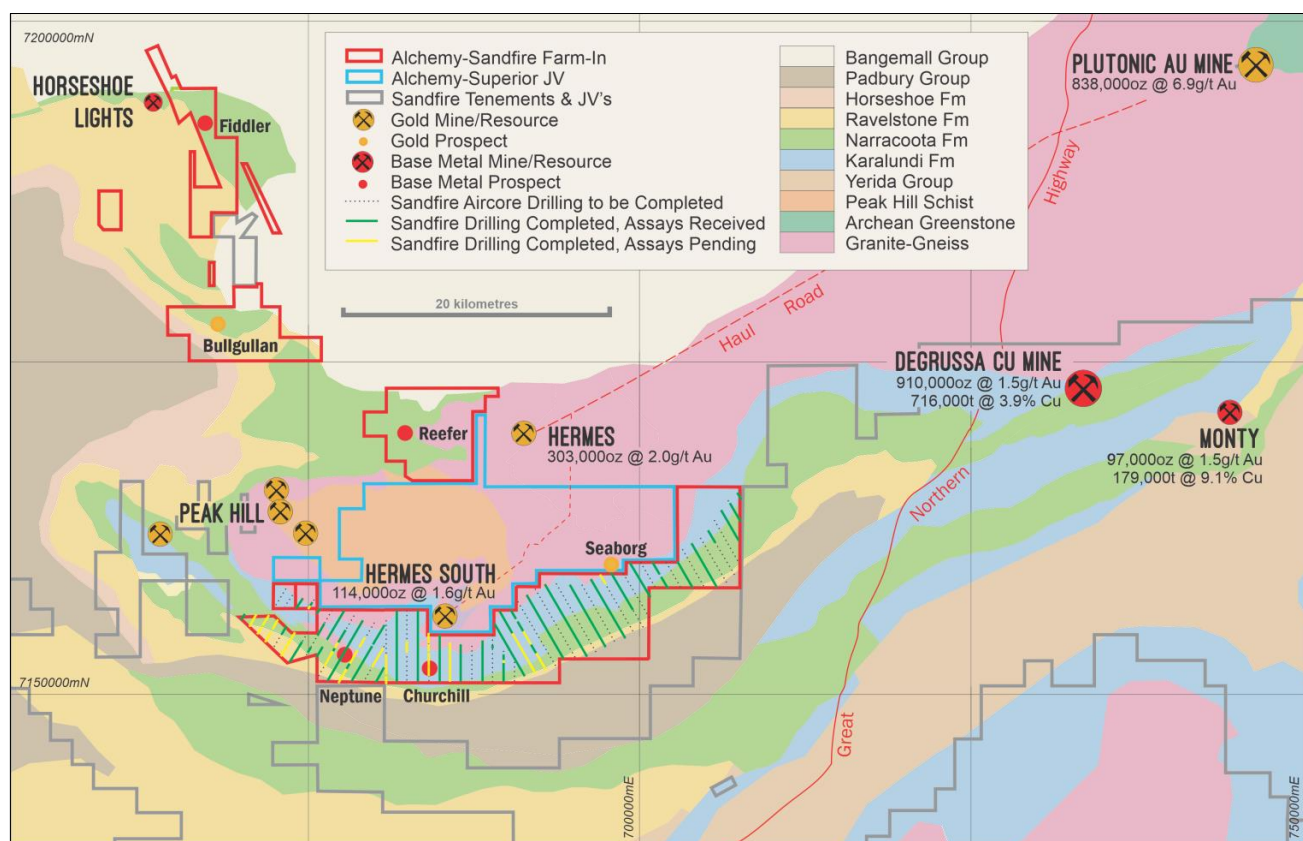 7200000mN
HORSESHOE
LIGHTS
Fiddler
Alchemy-Sandfire Farm-In
Alchemy-Superior JV
Sandfire Tenements & JV's
Gold Mine/Resource
Gold Prospect
Base Metal Mine/Resource
Base Metal Prospect
Sandfire Aircore Drilling to be Completed
Sandfire Drilling Completed, Assays Received
Sandfire Drilling Completed, Assays Pending
Bangemall Group
Padbury Group
Horseshoe Fm
Ravelstone Fm
Narracoota Fm
Karalundi Fm
Yerida Group
Peak Hill Schist
Archean Greenstone
Granite-Gneiss
PLUTONIC AU MINE
838,000oz @ 6.9g/t Au
Highway
20 kilometres
Haul Road
Bullgullan
DEGRUSSA CU MINE
910,000oz @ 1.5g/t Au
716,000t @ 3.9% Cu
Reefer
HERMES
303,000oz @ 2.0g/t Au
MONTY
97,000oz @ 1.5g/t Au
179,000t @ 9.1% Cu
PEAK HILL
Northern
Seaborg
HERMES SOUTH
114,000oz @ 1.6g/t Au
7150000mN
Neptune
Churchill
Great
700000mE
750000mE